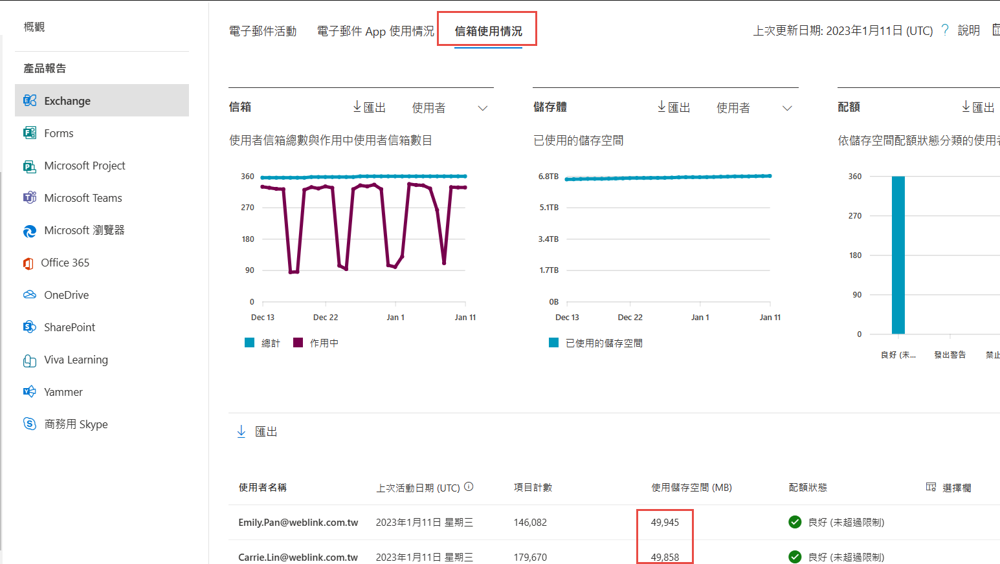 概觀
產品報告
Exchange
Forms
Microsoft Project
Microsoft Teams
Microsoft 瀏覽器
Office 365
OneDrive
SharePoint
Viva Learning
Yammer
商務用 Skype
電子郵件活動 電子郵件 App 使用情況 信箱使用情況
上次更新日期: 2023年1月11日 (UTC) ? 說明
信箱 匯出 使用者
使用者信箱總數與作用中使用者信箱數目
360
270
180
90
0
Dec 13 Dec 22 Jan 1 Jan 11
總計 作用中
儲存體 匯出 使用者
已使用的儲存空間
6.8TB
5.1TB
3.4TB
1.7TB
0B
Dec 13 Dec 22 Jan 1 Jan 11
已使用的儲存空間
配額 匯出
依儲存空間配額狀態分類的使用者
360
270
180
90
0
良好 (未... 發出警告 禁止
匯出
使用者名稱 上次活動日期 (UTC) 項目計數 使用儲存空間 (MB) 配額狀態 選擇欄
Emily.Pan@weblink.com.tw 2023年1月11日 星期三 146,082 49,945 良好 (未超過限制)
Carrie.Lin@weblink.com.tw 2023年1月11日 星期三 179,670 49,858 良好 (未超過限制)